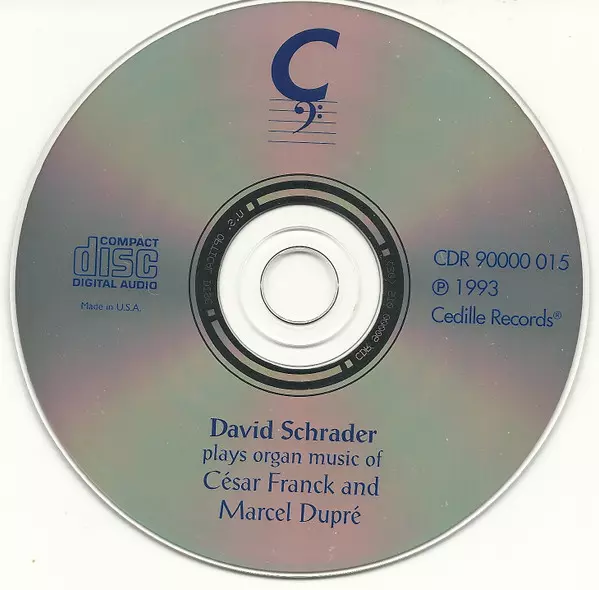 C
COMPACT
disc
DIGITAL AUDIO
Made in U.S.A.
CDR 90000 015
℗ 1993
Cedille Records®
David Schrader
plays organ music of
César Franck and
Marcel Dupré